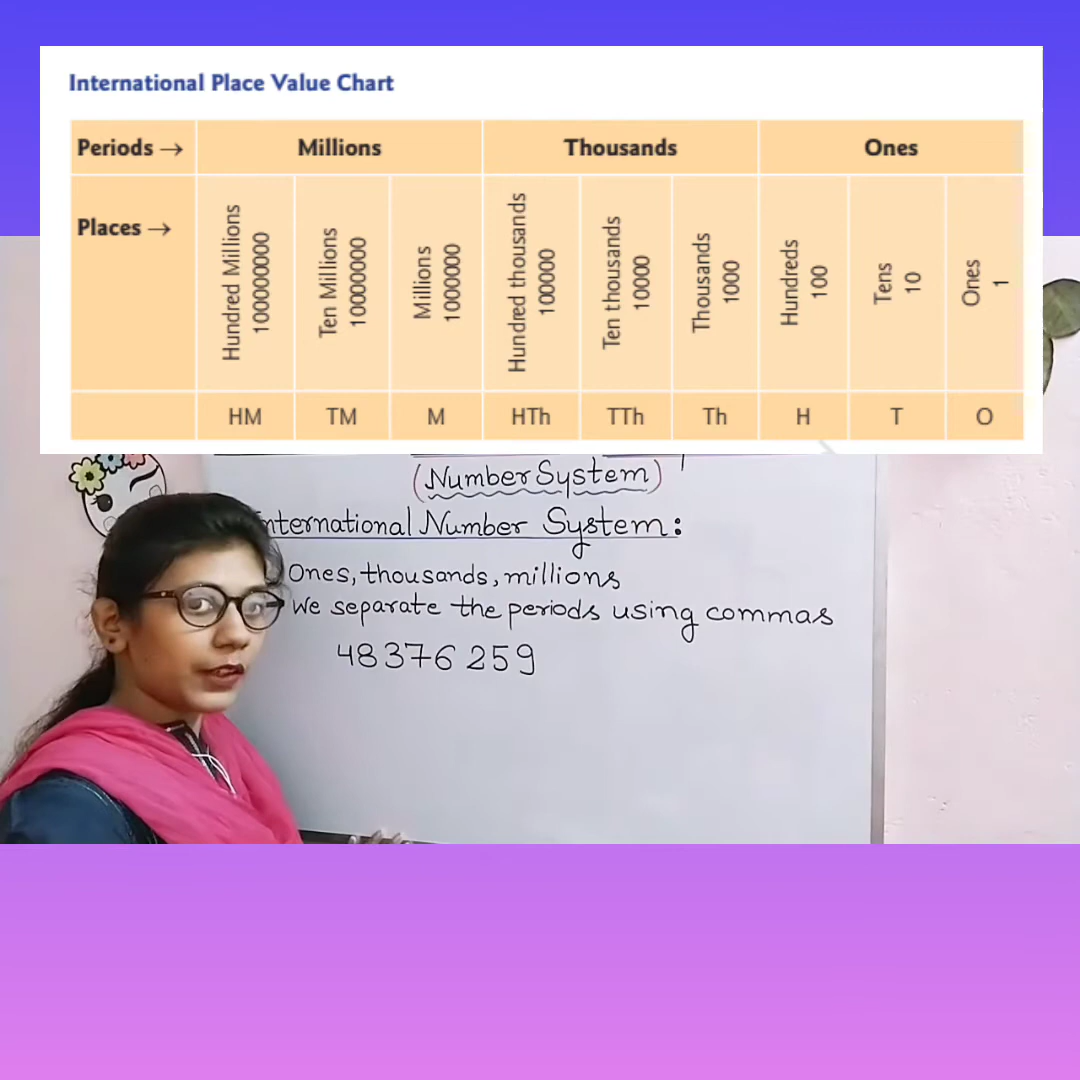 International Place Value Chart
Periods → Millions Thousands Ones
Places → Hundred Millions 100000000 Ten Millions 10000000 Millions 1000000 Hundred thousands 100000 Ten thousands 10000 Thousands 1000 Hundreds 100 Tens 10 Ones 1
HM TM M HTh TTh Th H T O
(Number System)
International Number System:
Ones, thousands, millions
We separate the periods using commas
48376259